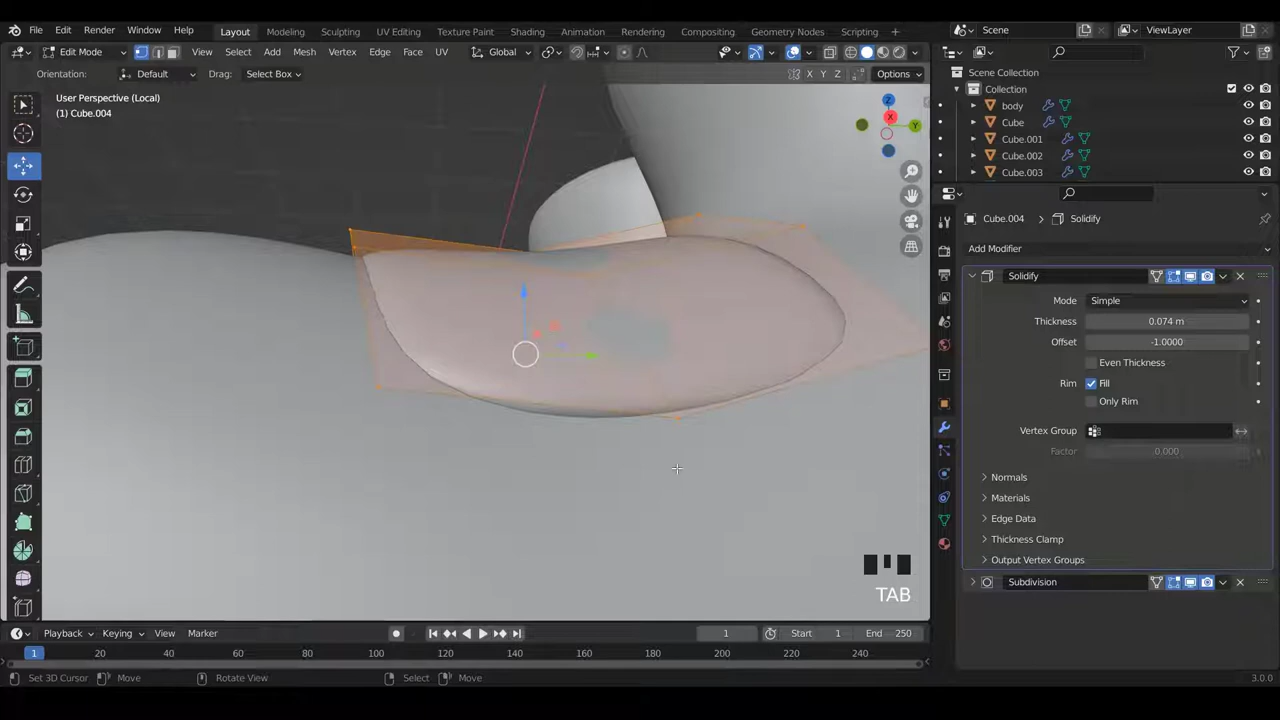 File Edit Render Window Help Layout Modeling Sculpting UV Editing Texture Paint Shading Animation Rendering Compositing Geometry Nodes Scripting + Scene ViewLayer
Edit Mode View Select Add Mesh Vertex Edge Face UV Global
Orientation: Default Drag: Select Box X Y Z Options
Scene Collection
Collection
body
Cube
Cube.001
Cube.002
Cube.003
User Perspective (Local)
(1) Cube.004
Z
X
Y
Cube.004 > Solidify
Add Modifier
Solidify
Mode Simple
Thickness 0.074 m
Offset -1.0000
Even Thickness
Rim Fill
Only Rim
Vertex Group
Factor 0.000
Normals
Materials
Edge Data
Thickness Clamp
Output Vertex Groups
Subdivision
TAB
Playback Keying View Marker 1 Start 1 End 250
1 20 40 60 80 100 120 140 160 180 200 220 240
Set 3D Cursor Move Rotate View Select Move 3.0.0